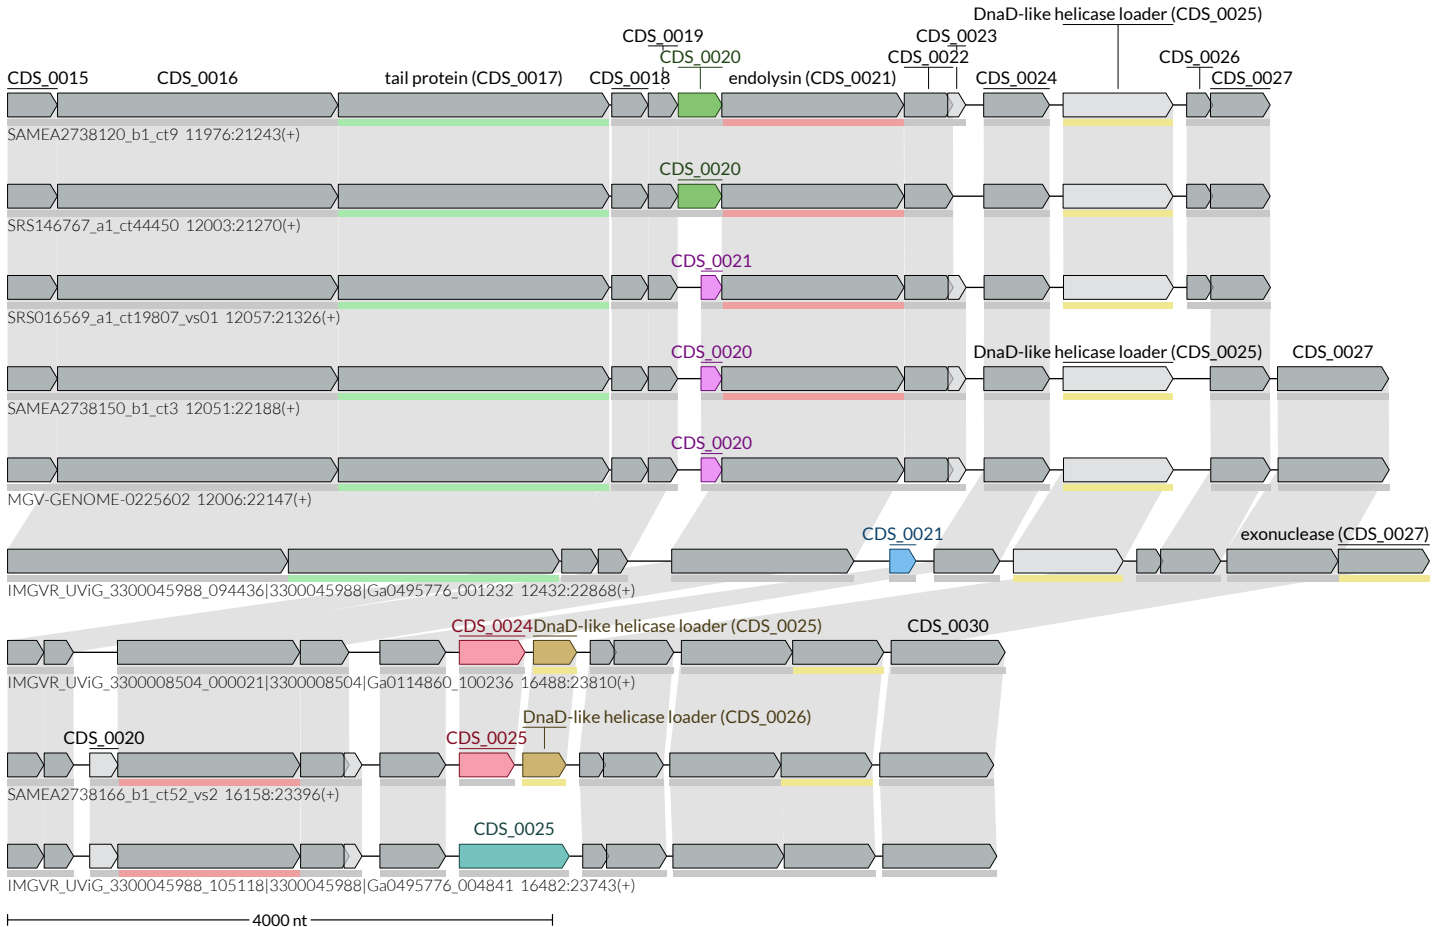 DnaD-like helicase loader (CDS_0025)
CDS_0019 CDS_0023
CDS_0020 CDS_0022 CDS_0026
CDS_0015 CDS_0016 tail protein (CDS_0017) CDS_0018 endolysin (CDS_0021) CDS_0024 CDS_0027
SAMEA2738120_b1_ct9 11976:21243(+)
CDS_0020
SRS146767_a1_ct44450 12003:21270(+)
CDS_0021
SRS016569_a1_ct19807_vs01 12057:21326(+)
CDS_0020 DnaD-like helicase loader (CDS_0025) CDS_0027
SAMEA2738150_b1_ct3 12051:22188(+)
CDS_0020
MGV-GENOME-0225602 12006:22147(+)
CDS_0021 exonuclease (CDS_0027)
IMGVR_UViG_3300045988_094436|3300045988|Ga0495776_001232 12432:22868(+)
CDS_0024 DnaD-like helicase loader (CDS_0025) CDS_0030
IMGVR_UViG_3300008504_000021|3300008504|Ga0114860_100236 16488:23810(+)
DnaD-like helicase loader (CDS_0026)
CDS_0020 CDS_0025
SAMEA2738166_b1_ct52_vs2 16158:23396(+)
CDS_0025
IMGVR_UViG_3300045988_105118|3300045988|Ga0495776_004841 16482:23743(+)
4000 nt